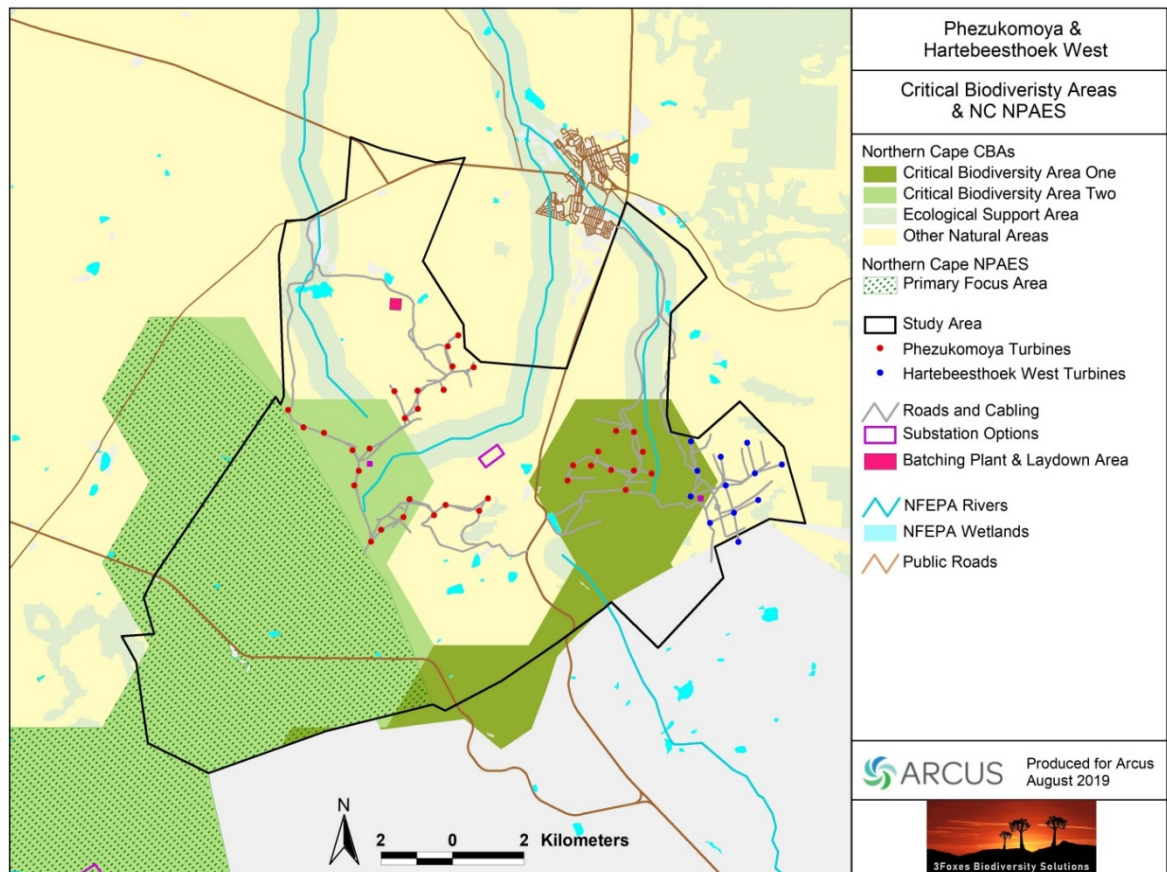 Phezukomoya &
Hartebeesthoek West
Critical Biodiveristy Areas
& NC NPAES
Northern Cape CBAs
Critical Biodiversity Area One
Critical Biodiversity Area Two
Ecological Support Area
Other Natural Areas
Northern Cape NPAES
Primary Focus Area
Study Area
Phezukomoya Turbines
Hartebeesthoek West Turbines
Roads and Cabling
Substation Options
Batching Plant & Laydown Area
NFEPA Rivers
NFEPA Wetlands
Public Roads
ARCUS
Produced for Arcus
August 2019
3Foxes Biodiversity Solutions
N
2 0 2 Kilometers